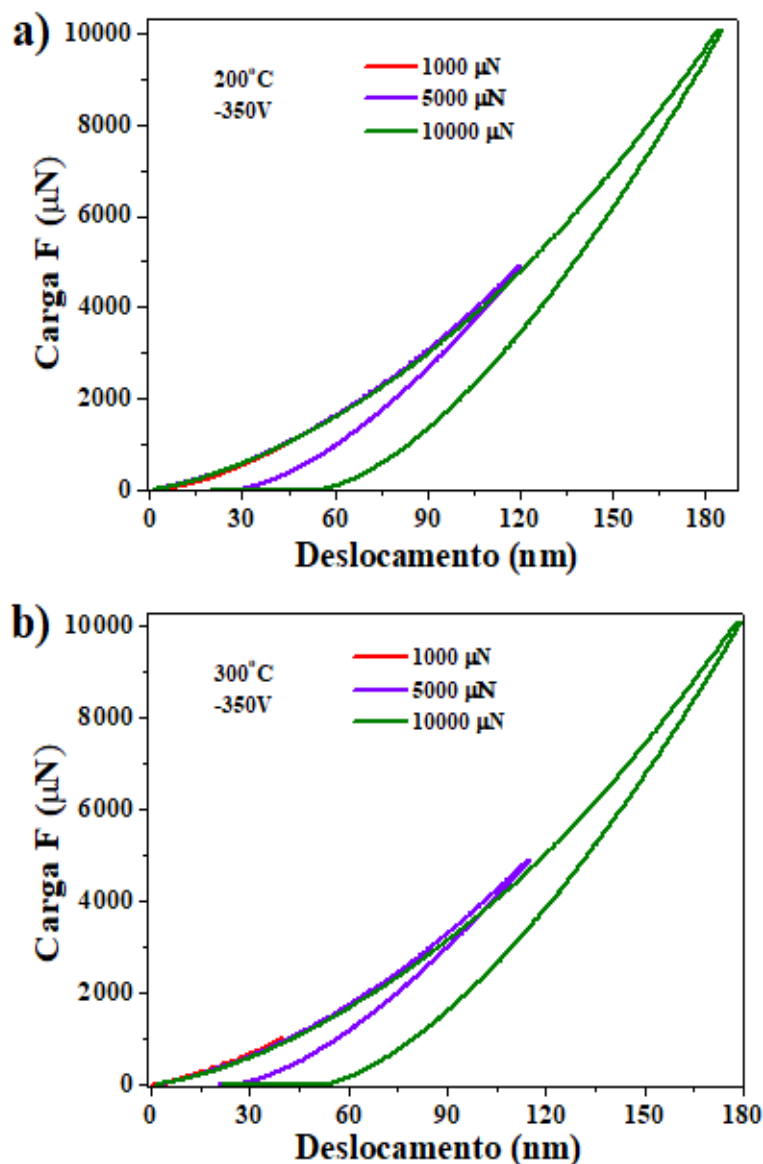 a)
10000
8000
6000
4000
2000
0
Carga F (µN)
200°C
-350V
1000 µN
5000 µN
10000 µN
0 30 60 90 120 150 180
Deslocamento (nm)
b)
10000
8000
6000
4000
2000
0
Carga F (µN)
300°C
-350V
1000 µN
5000 µN
10000 µN
0 30 60 90 120 150 180
Deslocamento (nm)